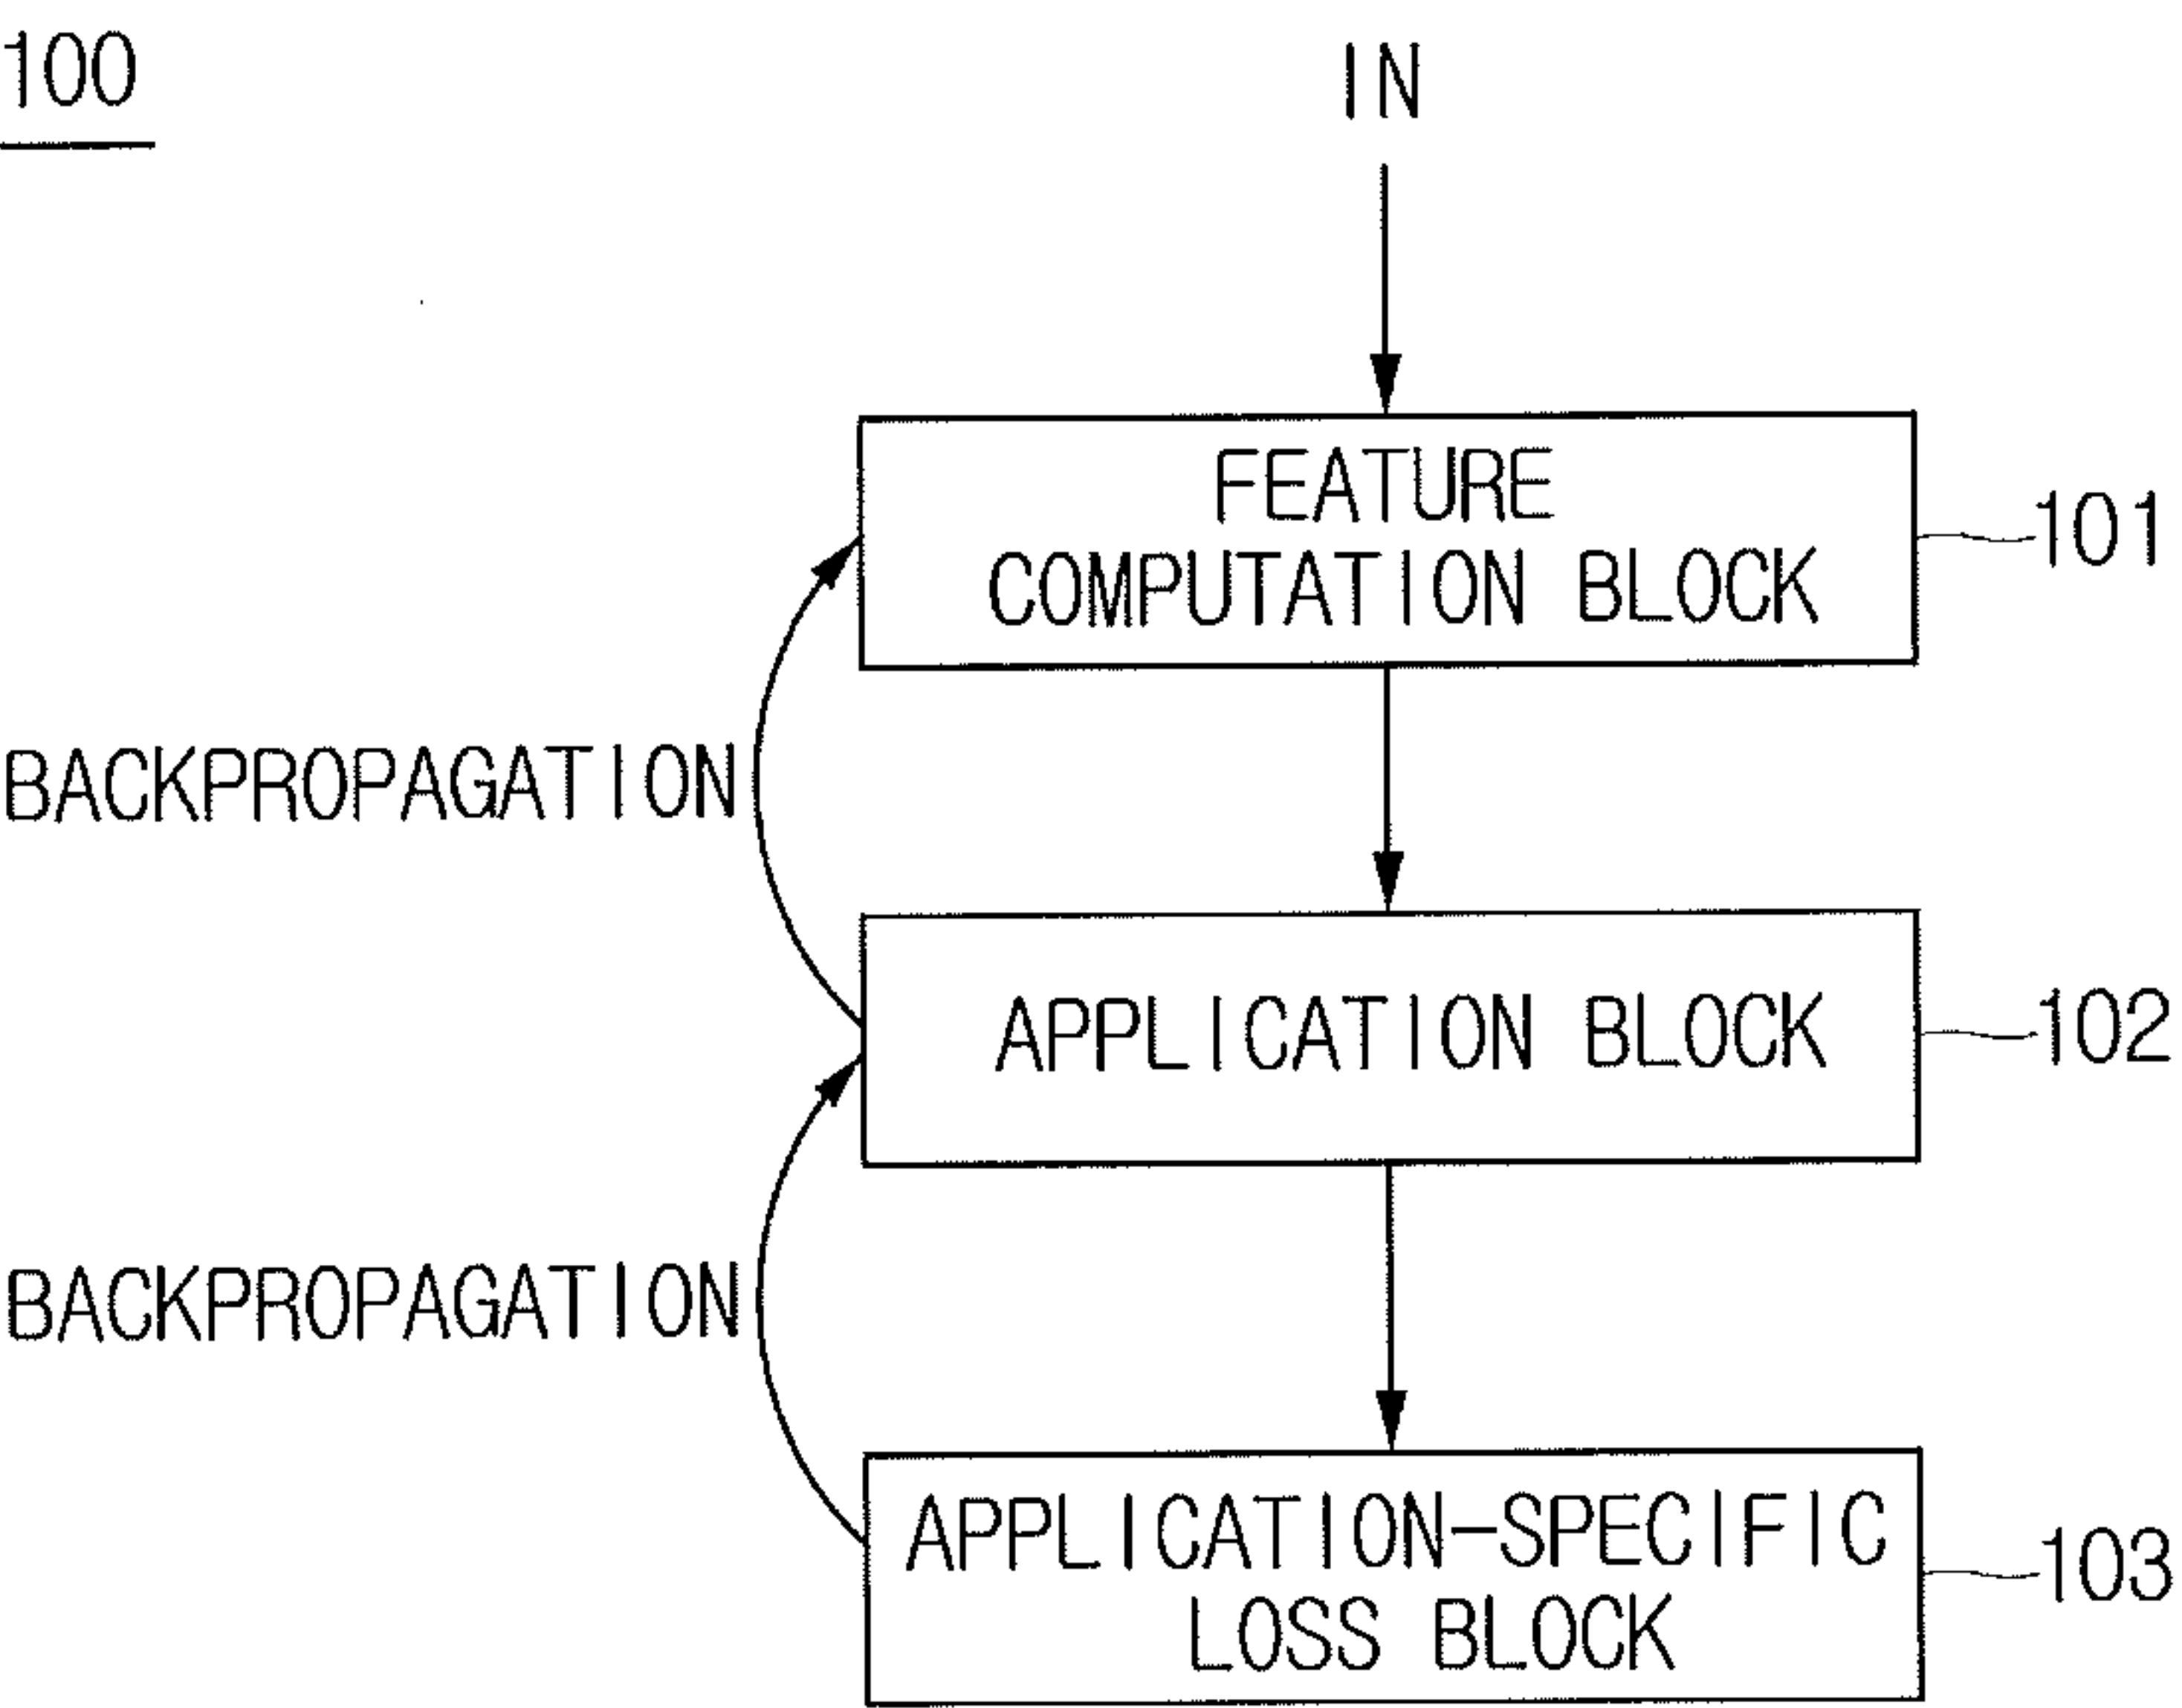 100
IN
FEATURE
COMPUTATION BLOCK
101
BACKPROPAGATION
APPLICATION BLOCK
102
BACKPROPAGATION
APPLICATION-SPECIFIC
LOSS BLOCK
103